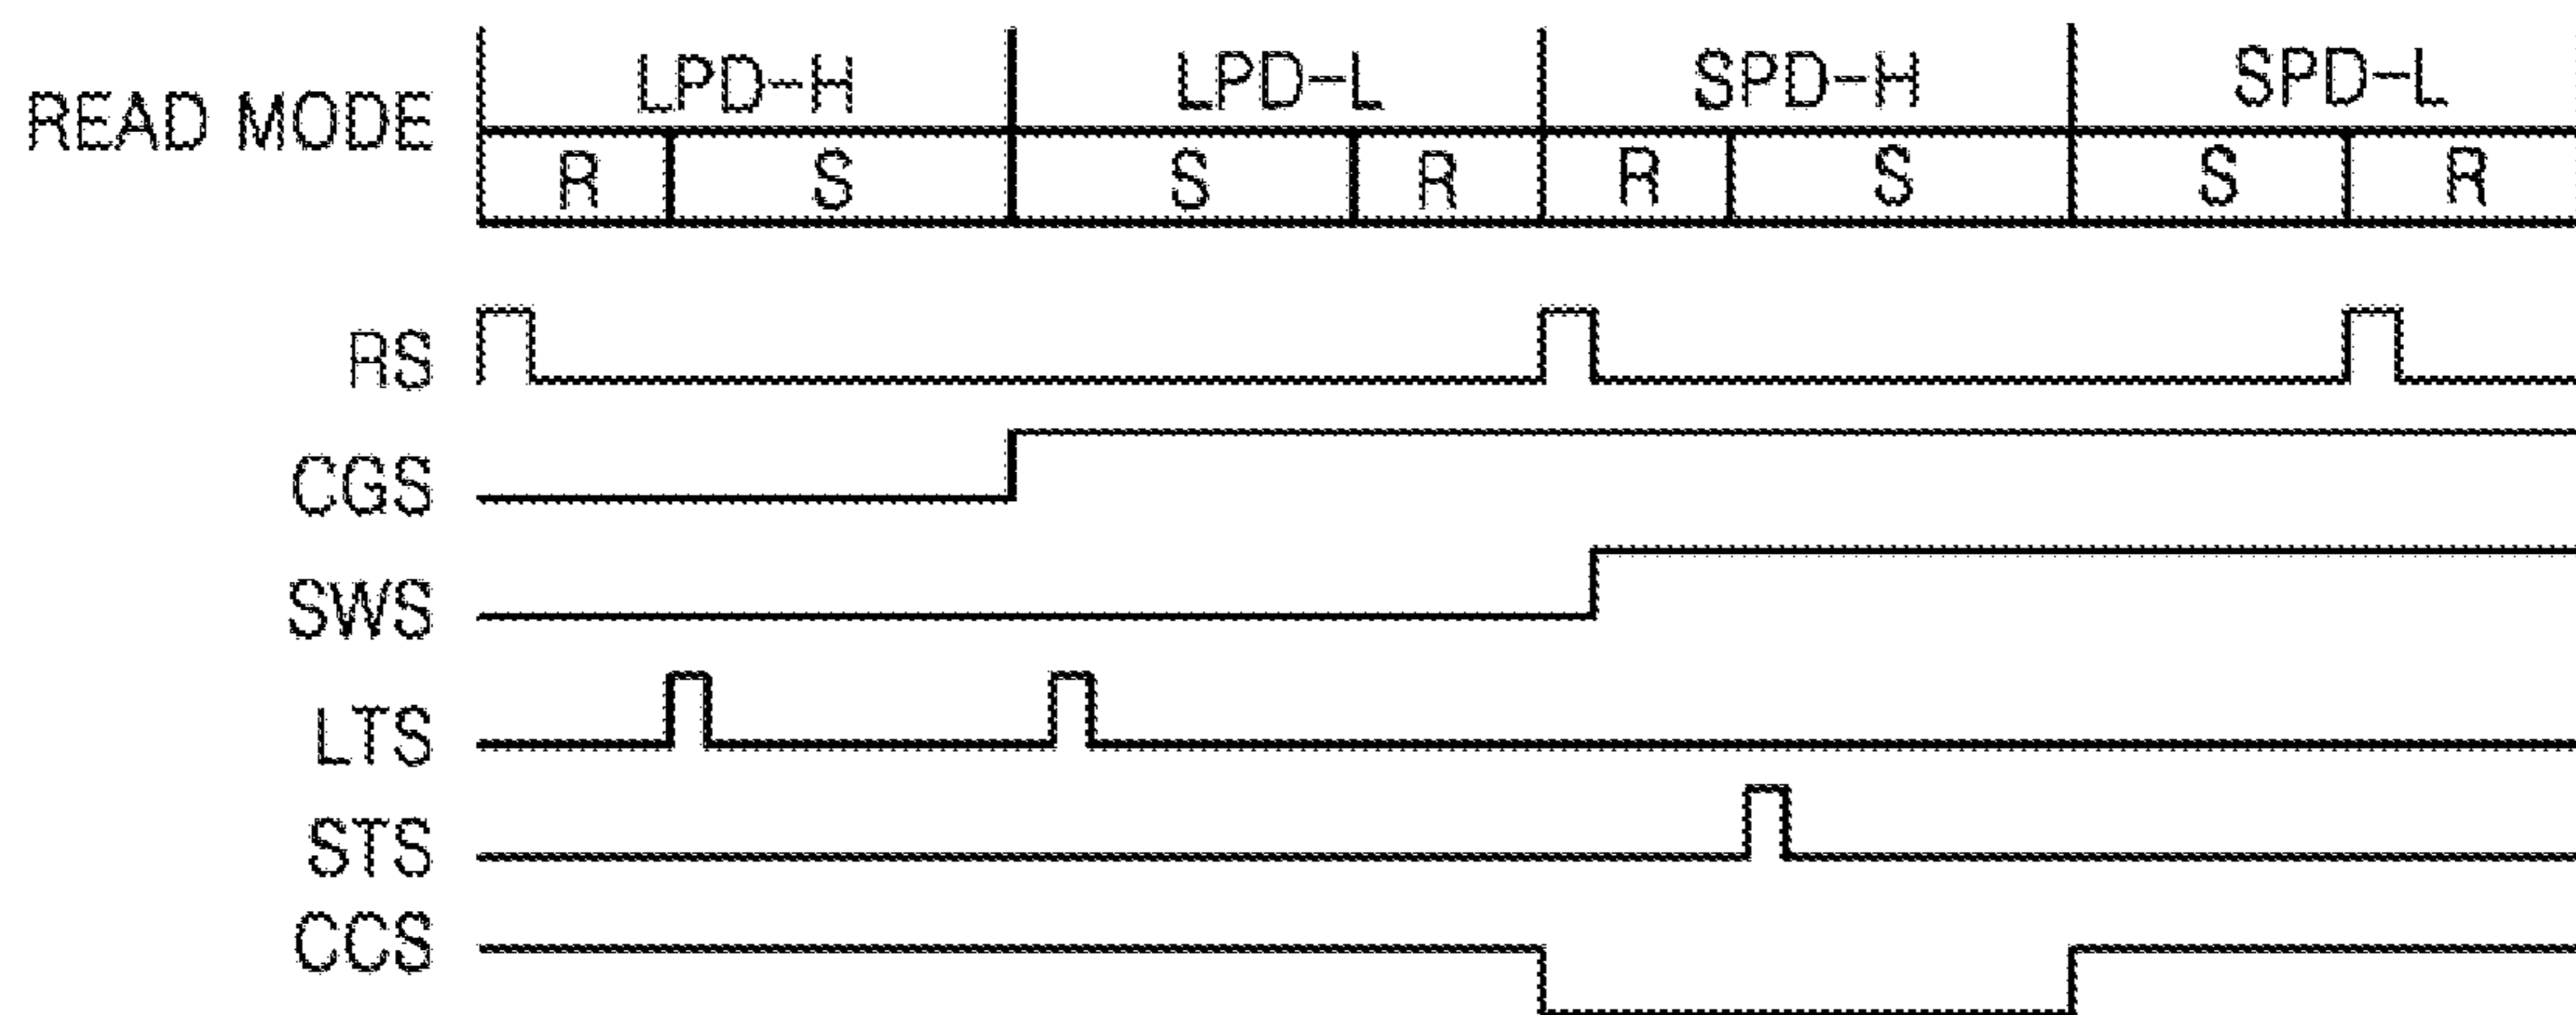 READ MODE LPD-H LPD-L SPD-H SPD-L
R S S R R S S R
RS
CGS
SWS
LTS
STS
CCS